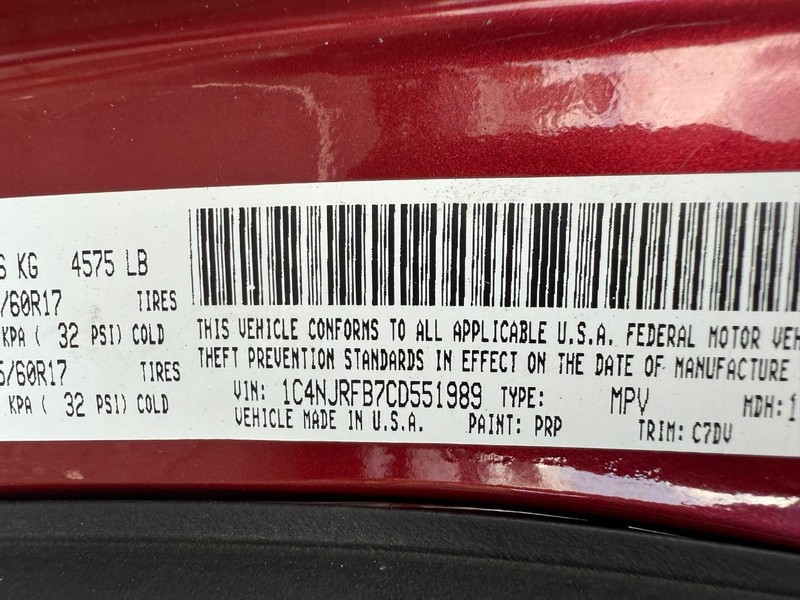 KG 4575 LB
/60R17 TIRES
KPA ( 32 PSI) COLD
5/60R17 TIRES
KPA ( 32 PSI) COLD
THIS VEHICLE CONFORMS TO ALL APPLICABLE U.S.A. FEDERAL MOTOR VEH
THEFT PREVENTION STANDARDS IN EFFECT ON THE DATE OF MANUFACTURE
VIN: 1C4NJRFB7CD551989 TYPE: MPV MDH: 1
VEHICLE MADE IN U.S.A. PAINT: PRP TRIM: C7DV